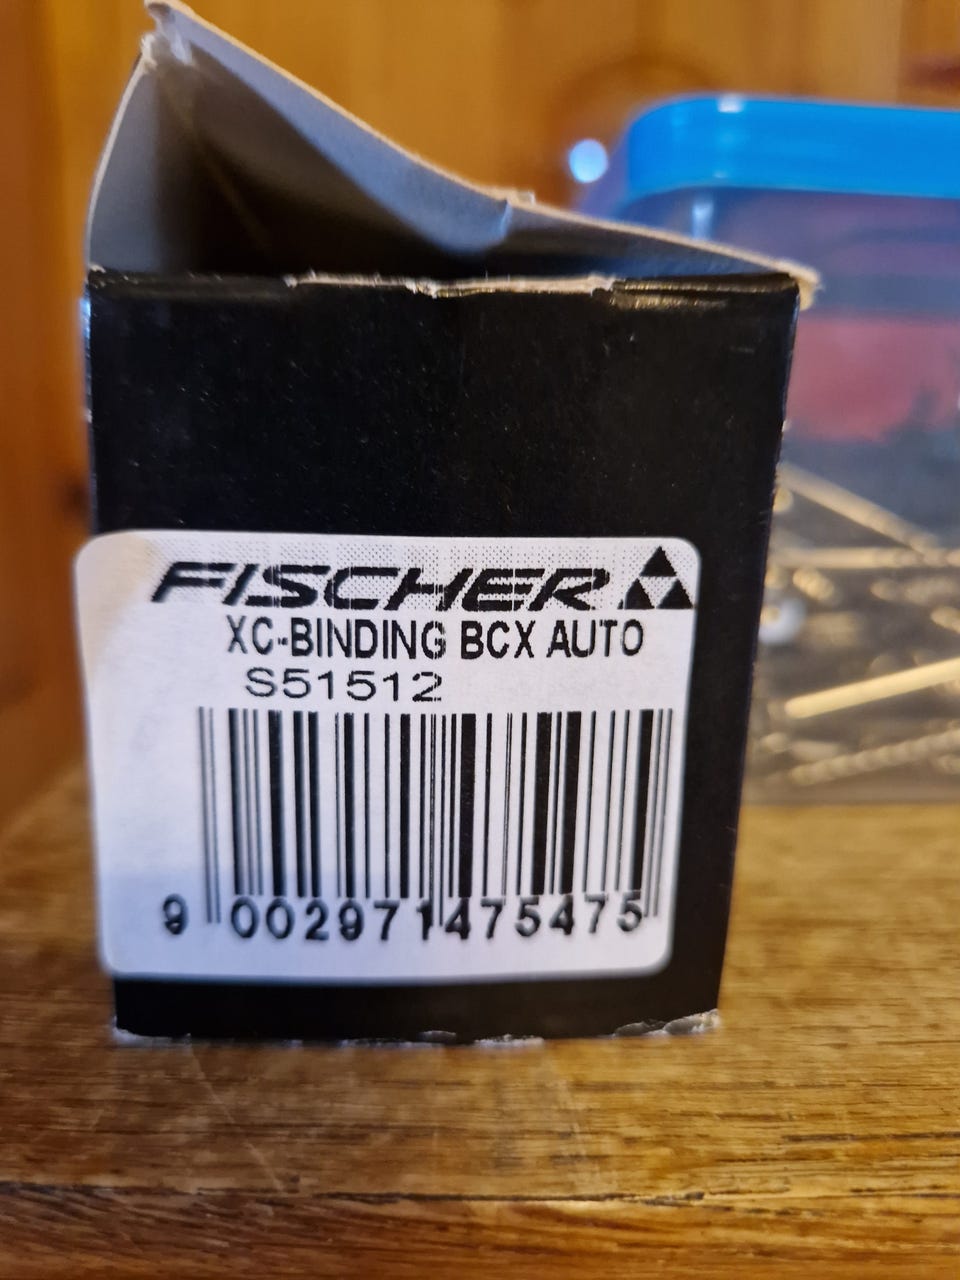 FISCHER
XC-BINDING BCX AUTO
S51512
9 002971 475475